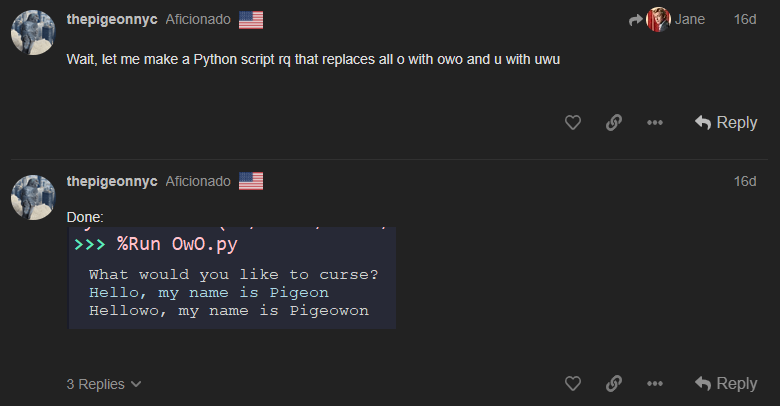 thepigeonnyc Aficionado Jane 16d
Wait, let me make a Python script rq that replaces all o with owo and u with uwu
Reply
thepigeonnyc Aficionado 16d
Done:
>>> %Run OwO.py
What would you like to curse?
Hello, my name is Pigeon
Hellowo, my name is Pigeowon
3 Replies Reply